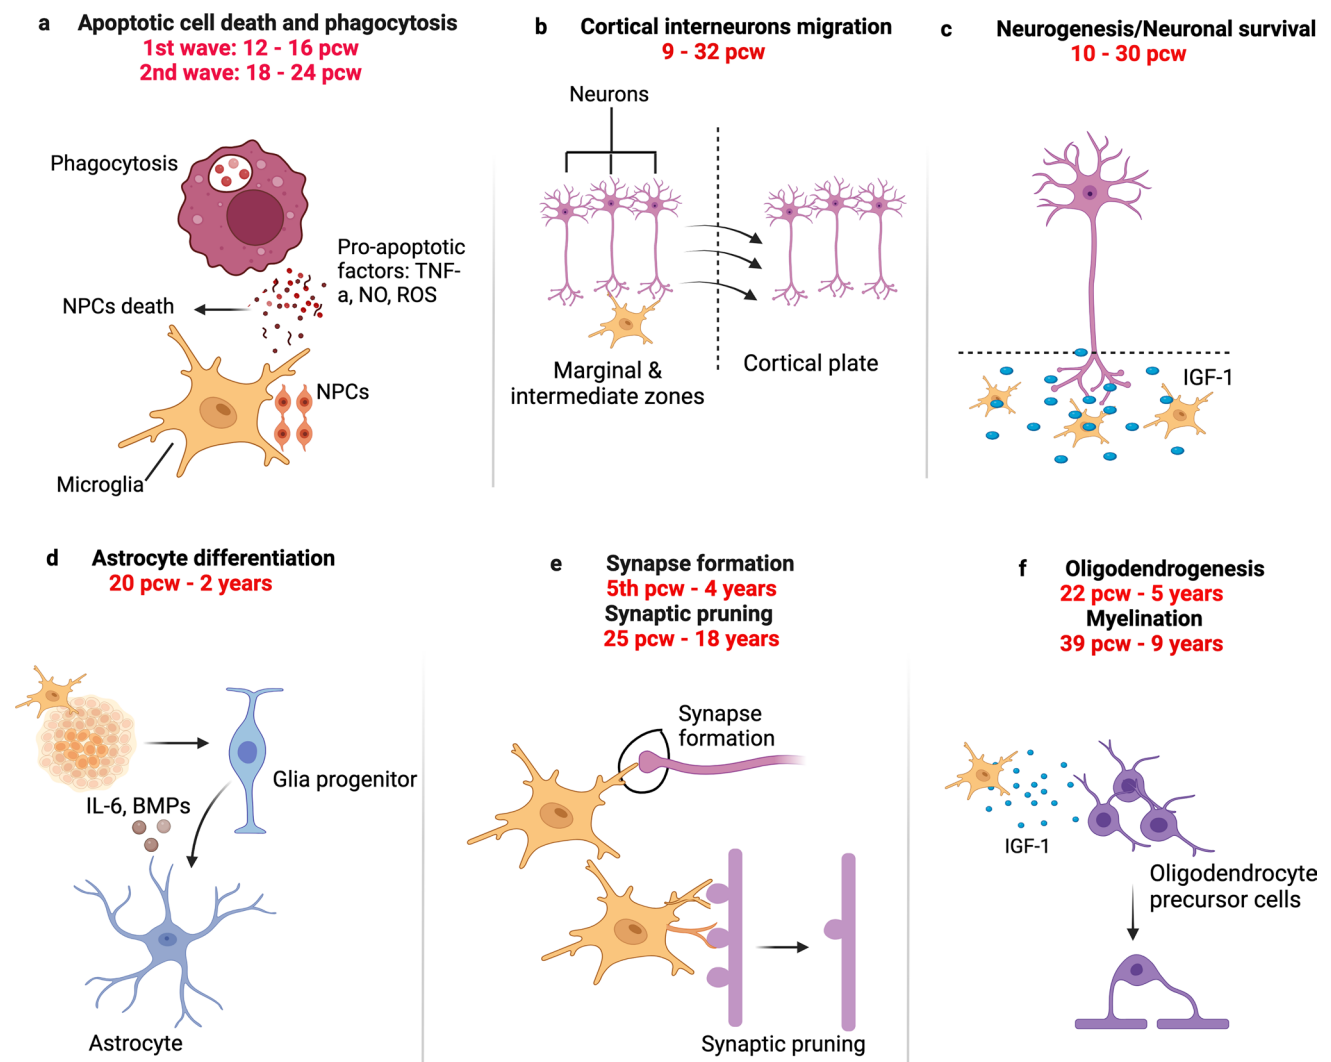 a Apoptotic cell death and phagocytosis
1st wave: 12 - 16 pcw
2nd wave: 18 - 24 pcw
Phagocytosis
Pro-apoptotic
factors: TNF-
a, NO, ROS
NPCs death
NPCs
Microglia
b Cortical interneurons migration
9 - 32 pcw
Neurons
Marginal &
intermediate zones
Cortical plate
c Neurogenesis/Neuronal survival
10 - 30 pcw
IGF-1
d Astrocyte differentiation
20 pcw - 2 years
Glia progenitor
IL-6, BMPs
Astrocyte
e Synapse formation
5th pcw - 4 years
Synaptic pruning
25 pcw - 18 years
Synapse
formation
Synaptic pruning
f Oligodendrogenesis
22 pcw - 5 years
Myelination
39 pcw - 9 years
IGF-1
Oligodendrocyte
precursor cells